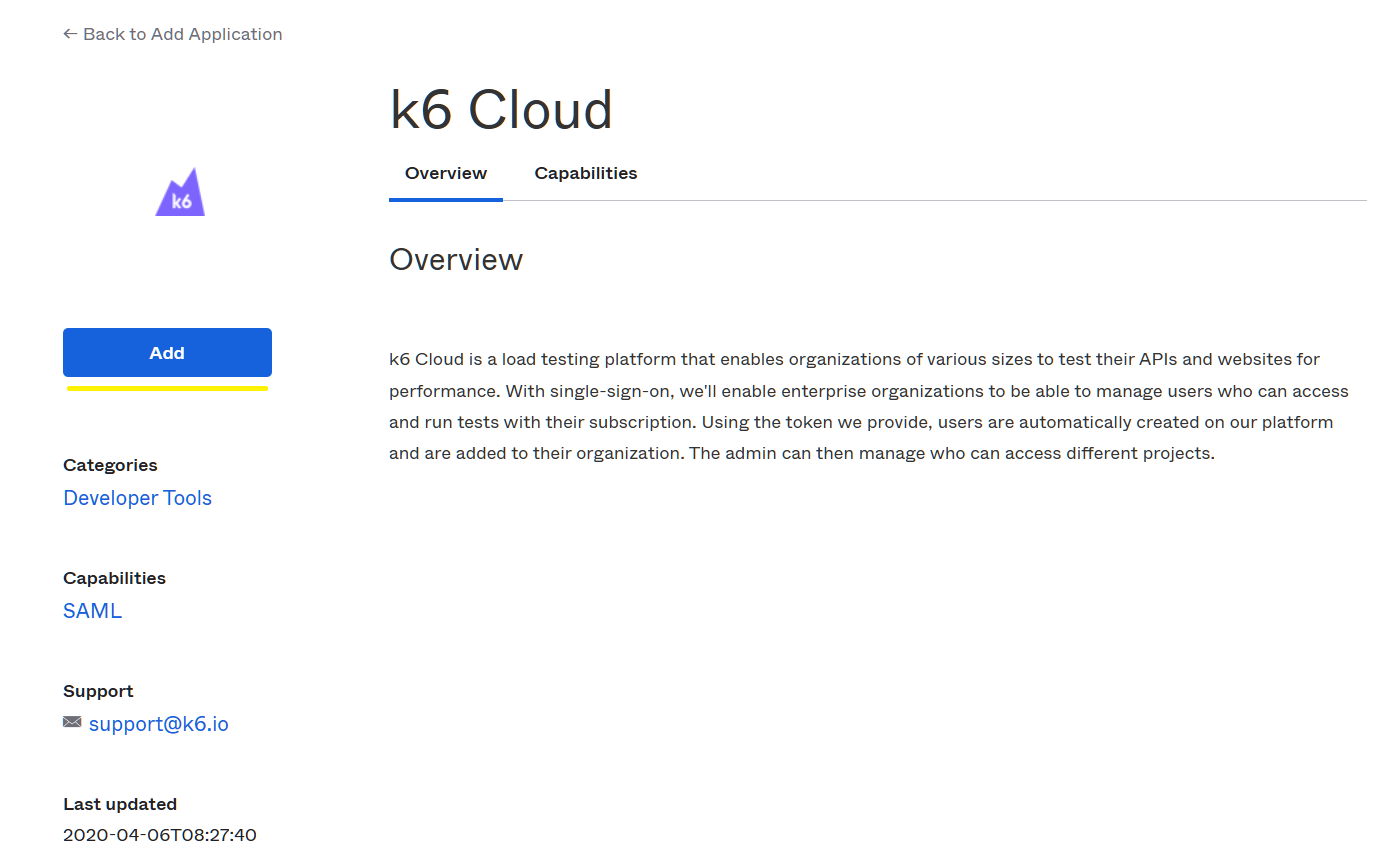 ← Back to Add Application
k6 Cloud
k6
Overview
Capabilities
Overview
Add
k6 Cloud is a load testing platform that enables organizations of various sizes to test their APIs and websites for
performance. With single-sign-on, we'll enable enterprise organizations to be able to manage users who can access
and run tests with their subscription. Using the token we provide, users are automatically created on our platform
and are added to their organization. The admin can then manage who can access different projects.
Categories
Developer Tools
Capabilities
SAML
Support
support@k6.io
Last updated
2020-04-06T08:27:40